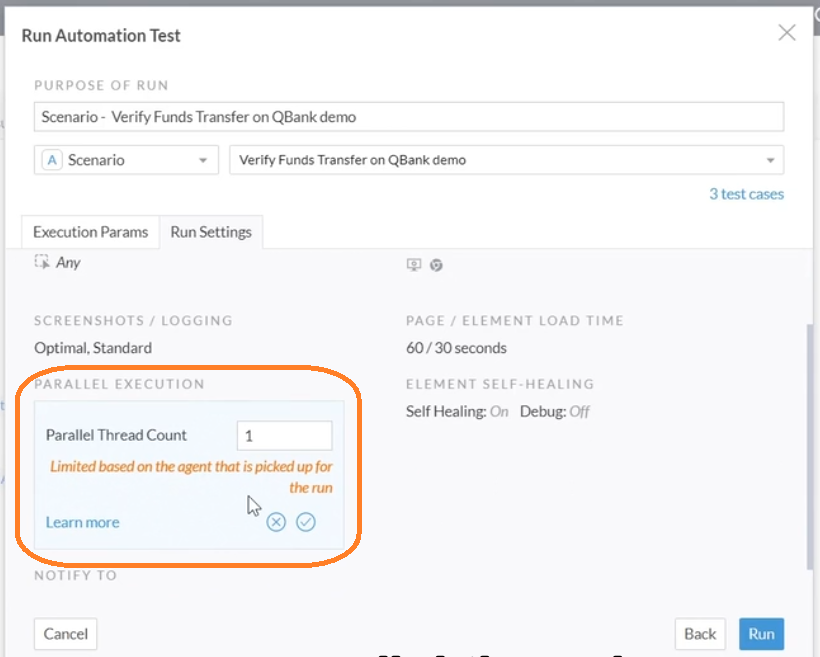 Run Automation Test
PURPOSE OF RUN
Scenario - Verify Funds Transfer on QBank demo
A Scenario
Verify Funds Transfer on QBank demo
3 test cases
Execution Params
Run Settings
Any
SCREENSHOTS / LOGGING
Optimal, Standard
PAGE / ELEMENT LOAD TIME
60 / 30 seconds
PARALLEL EXECUTION
Parallel Thread Count
1
Limited based on the agent that is picked up for
the run
Learn more
ELEMENT SELF-HEALING
Self Healing: On Debug: Off
NOTIFY TO
Cancel
Back
Run